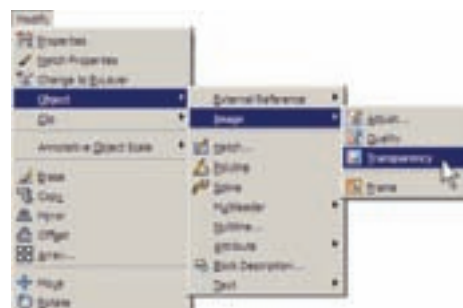 Modify
Properties
Match Properties
Change to ByLayer
Object
Clip
Annotative Object Scale
Erase
Copy
Mirror
Offset
Array...
Move
Rotate
External Reference
Image
Hatch...
Polyline
Spline
Multileader
Multiline...
Attribute
Block Description...
Text
Adjust...
Quality
Transparency
Frame